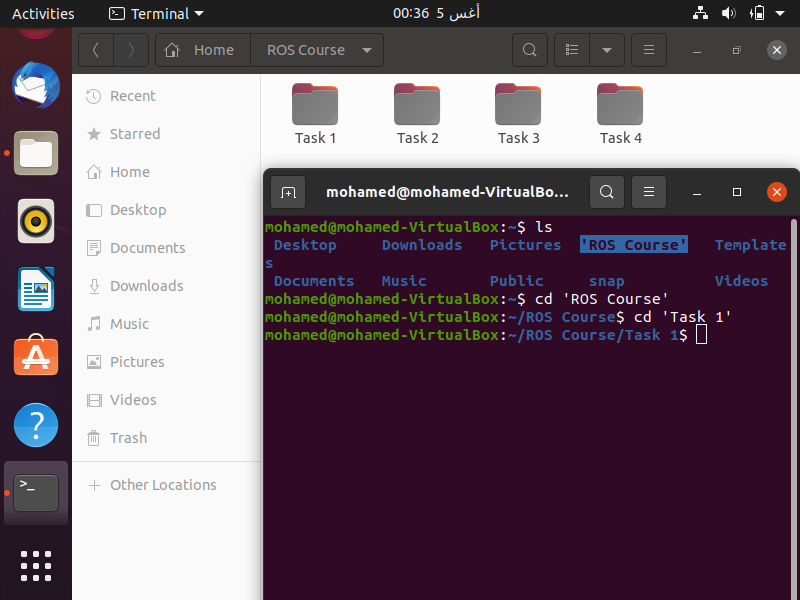 Activities Terminal 00:36 5 أغس
Home ROS Course
Recent
Starred
Home
Desktop
Documents
Downloads
Music
Pictures
Videos
Trash
Other Locations
Task 1 Task 2 Task 3 Task 4
mohamed@mohamed-VirtualBo...
mohamed@mohamed-VirtualBox:~$ ls
Desktop Downloads Pictures 'ROS Course' Template
s
Documents Music Public snap Videos
mohamed@mohamed-VirtualBox:~$ cd 'ROS Course'
mohamed@mohamed-VirtualBox:~/ROS Course$ cd 'Task 1'
mohamed@mohamed-VirtualBox:~/ROS Course/Task 1$